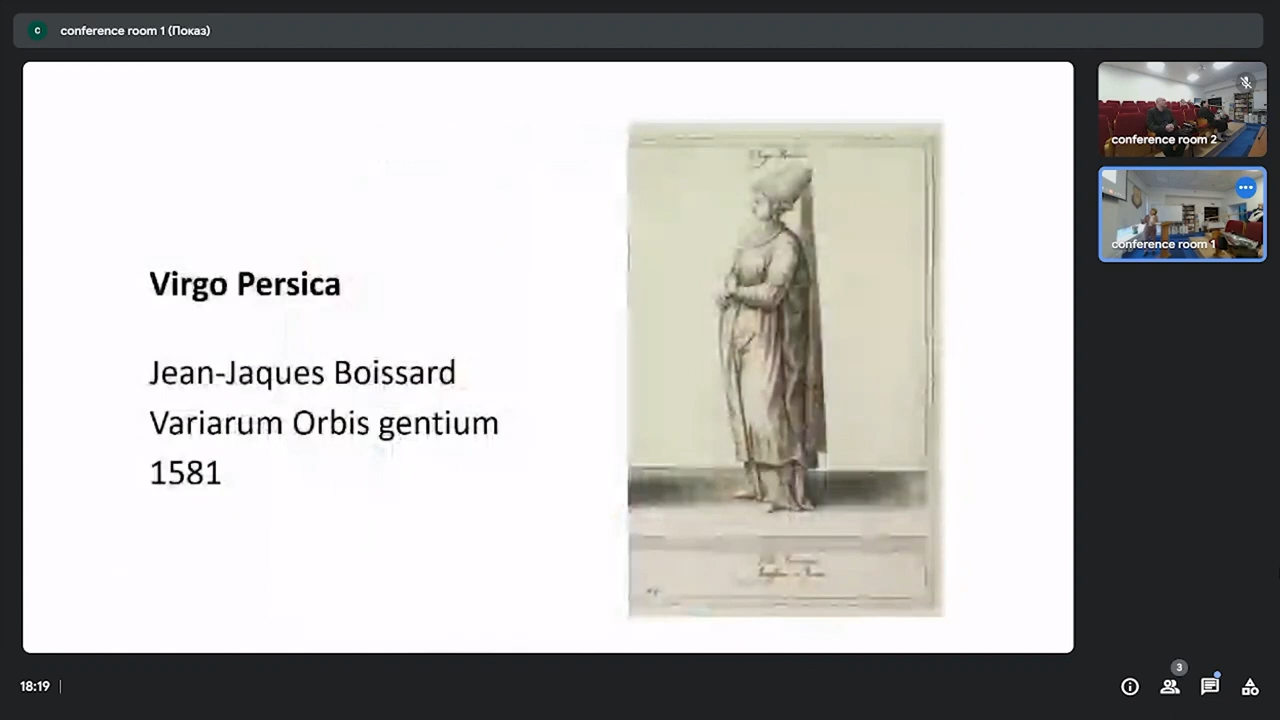 c conference room 1 (Показ)
Virgo Persica
Jean-Jaques Boissard
Variarum Orbis gentium
1581
conference room 2
conference room 1
18:19
3